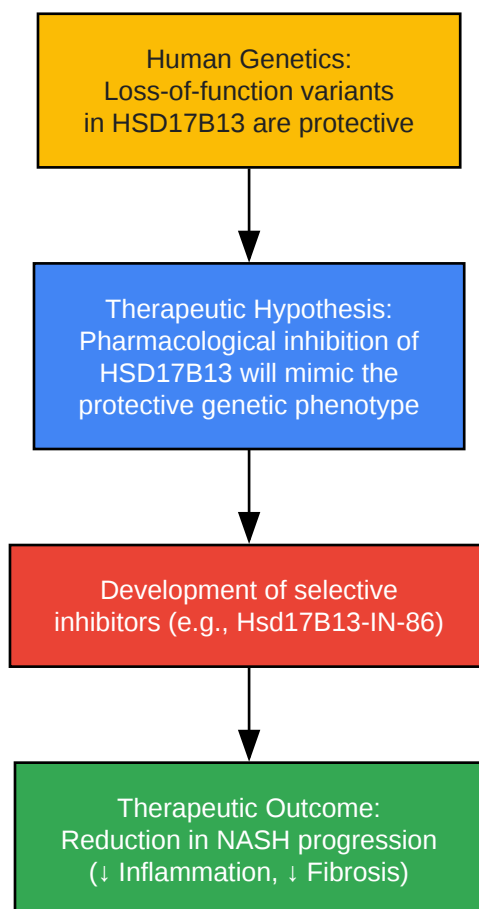 Human Genetics:
Loss-of-function variants
in HSD17B13 are protective
Therapeutic Hypothesis:
Pharmacological inhibition of
HSD17B13 will mimic the
protective genetic phenotype
Development of selective
inhibitors (e.g., Hsd17B13-IN-86)
Therapeutic Outcome:
Reduction in NASH progression
(↓ Inflammation, ↓ Fibrosis)